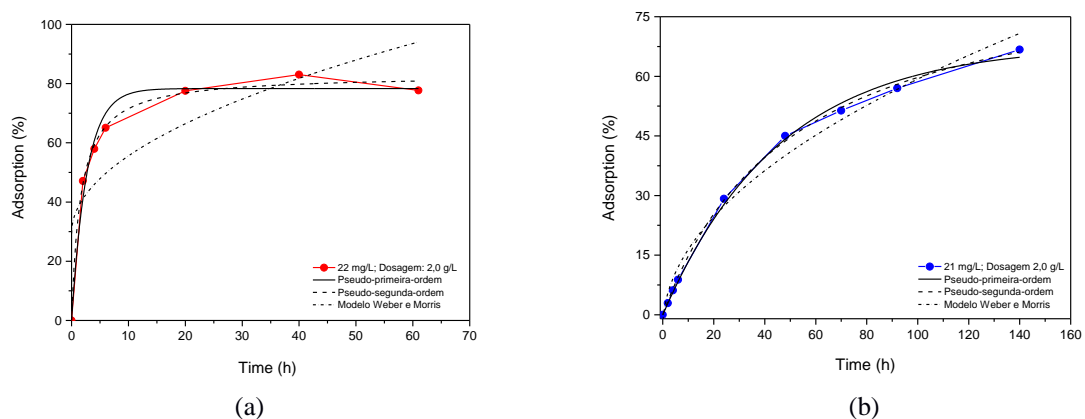 100
80
60
40
20
0
Adsorption (%)
0 10 20 30 40 50 60 70
Time (h)
22 mg/L; Dosagem: 2,0 g/L
Pseudo-primeira-ordem
Pseudo-segunda-ordem
Modelo Weber e Morris
(a)
75
60
45
30
15
0
Adsorption (%)
0 20 40 60 80 100 120 140 160
Time (h)
21 mg/L; Dosagem 2,0 g/L
Pseudo-primeira-ordem
Pseudo-segunda-ordem
Modelo Weber e Morris
(b)